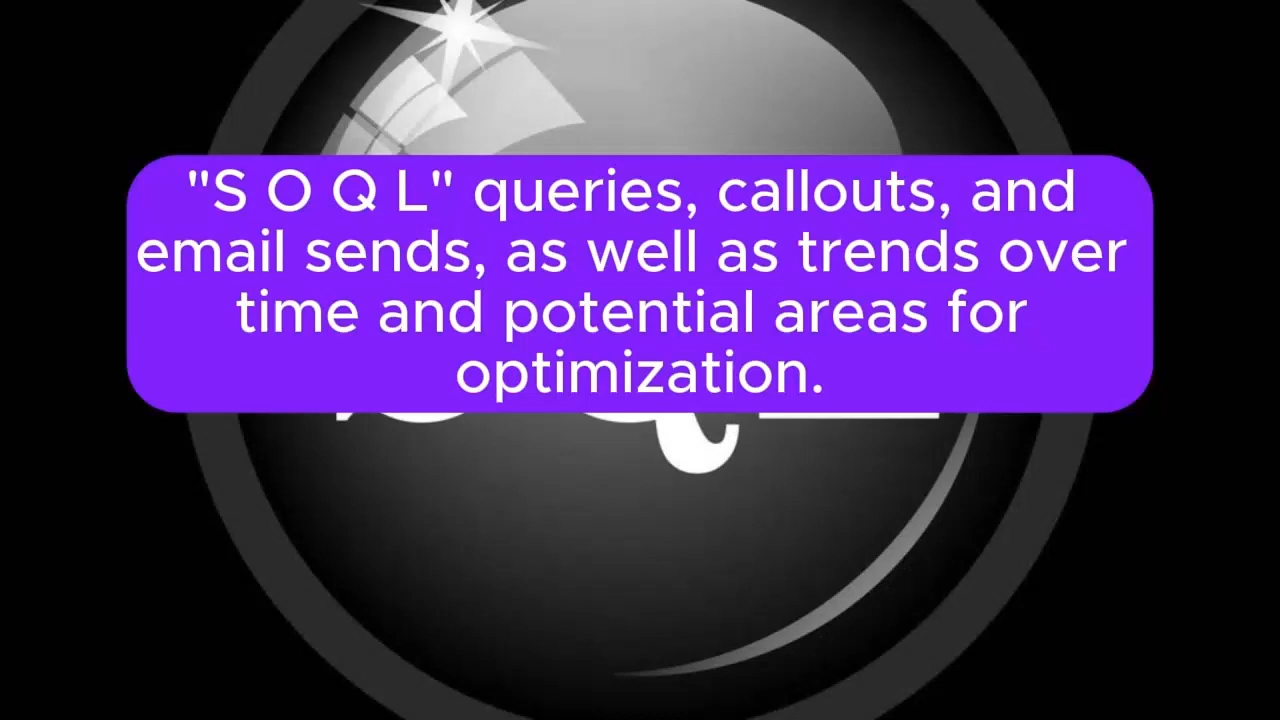 "S O Q L" queries, callouts, and
email sends, as well as trends over
time and potential areas for
optimization.